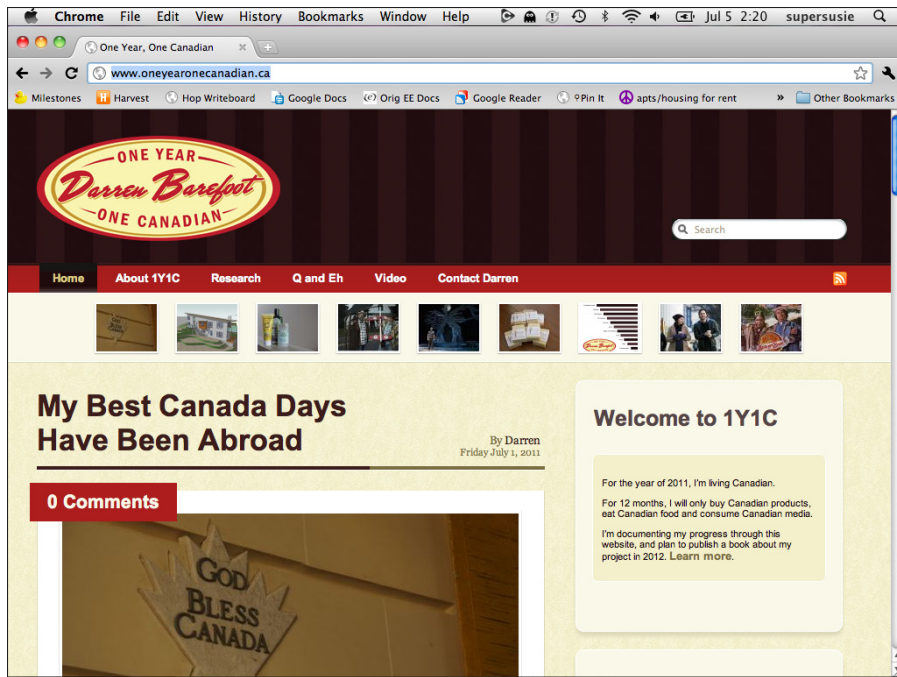 Chrome File Edit View History Bookmarks Window Help Jul 5 2:20 supersusie
One Year, One Canadian
www.oneyearonecanadian.ca
Milestones Harvest Hop Writeboard Google Docs Orig EE Docs Google Reader Pin It apts/housing for rent » Other Bookmarks
ONE YEAR
Darren Barefoot
ONE CANADIAN
Search
Home About 1Y1C Research Q and Eh Video Contact Darren
My Best Canada Days
Have Been Abroad
By Darren
Friday July 1, 2011
0 Comments
GOD
BLESS
CANADA
Welcome to 1Y1C
For the year of 2011, I'm living Canadian.
For 12 months, I will only buy Canadian products,
eat Canadian food and consume Canadian media.
I'm documenting my progress through this
website, and plan to publish a book about my
project in 2012. Learn more.